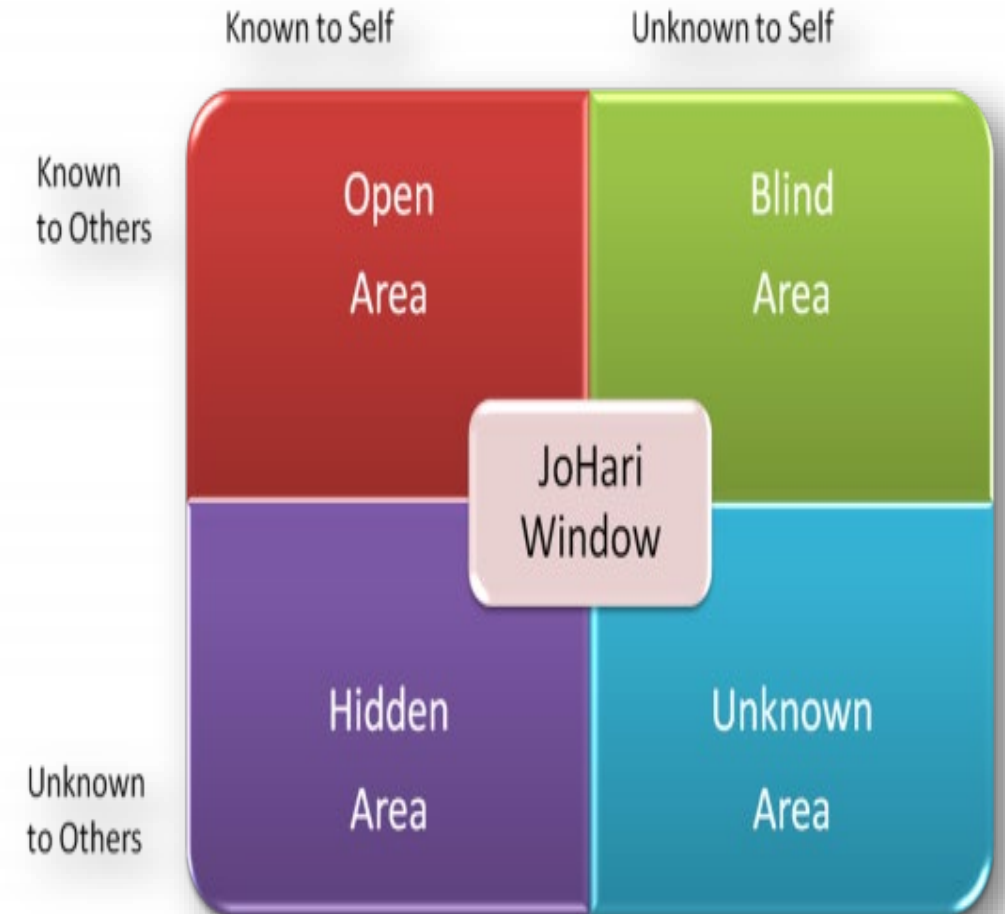 Known to Self
Unknown to Self
Known
to Others
Open
Area
Blind
Area
JoHari
Window
Hidden
Area
Unknown
Area
Unknown
to Others